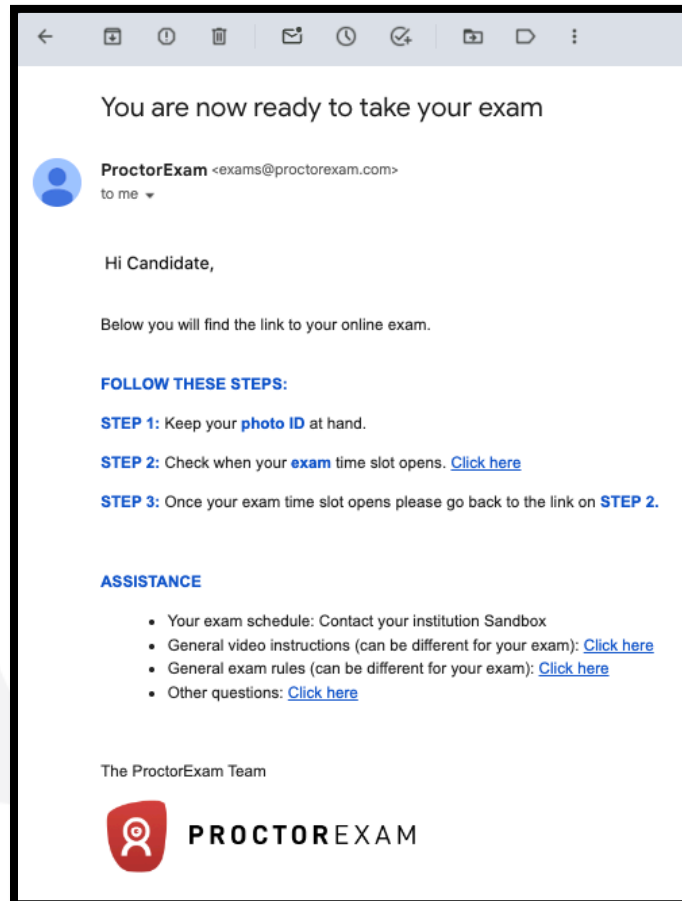 You are now ready to take your exam
ProctorExam <exams@proctorexam.com>
to me
Hi Candidate,
Below you will find the link to your online exam.
FOLLOW THESE STEPS:
STEP 1: Keep your photo ID at hand.
STEP 2: Check when your exam time slot opens. Click here
STEP 3: Once your exam time slot opens please go back to the link on STEP 2.
ASSISTANCE
• Your exam schedule: Contact your institution Sandbox
• General video instructions (can be different for your exam): Click here
• General exam rules (can be different for your exam): Click here
• Other questions: Click here
The ProctorExam Team
PROCTOREXAM